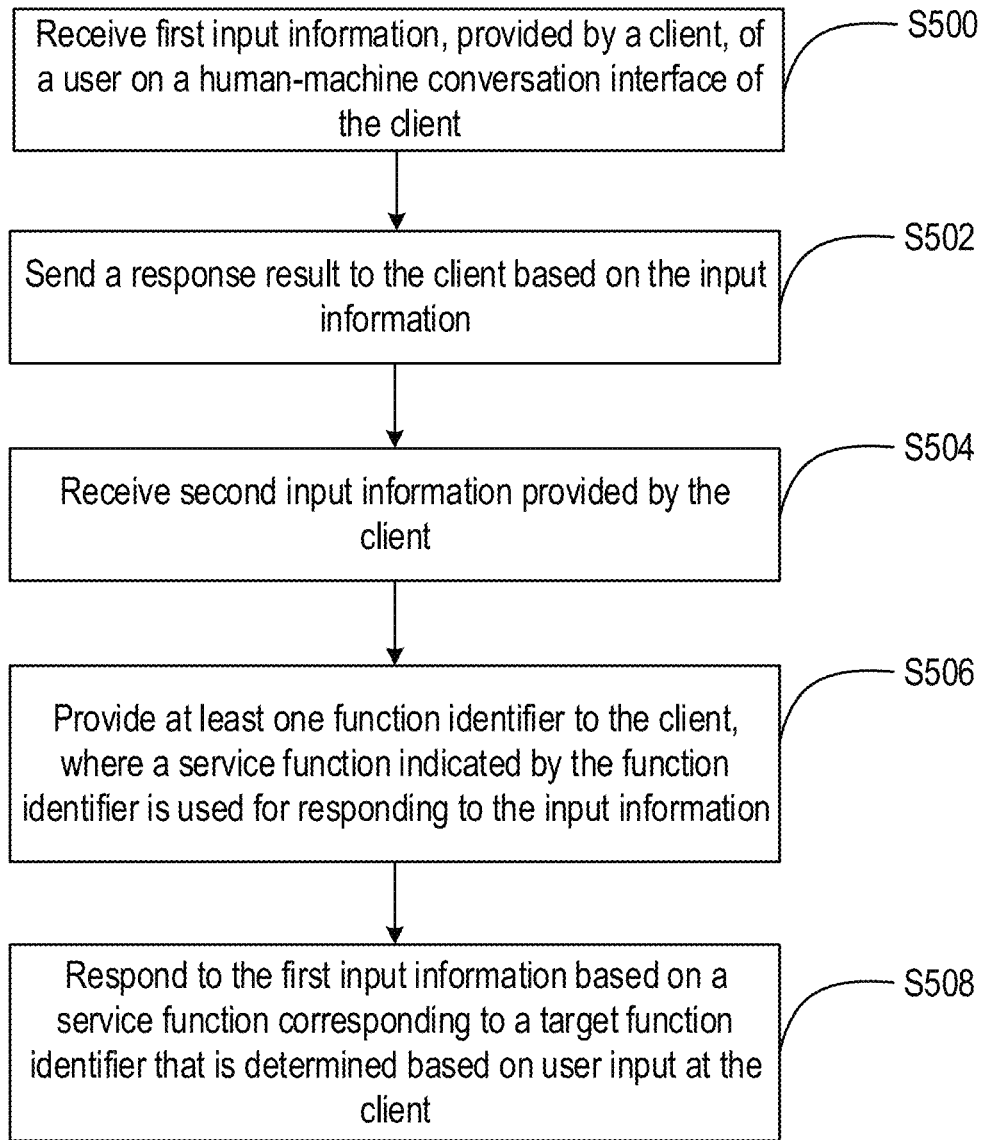 Receive first input information, provided by a client, of
a user on a human-machine conversation interface of
the client
S500
Send a response result to the client based on the input
information
S502
Receive second input information provided by the
client
S504
Provide at least one function identifier to the client,
where a service function indicated by the function
identifier is used for responding to the input information
S506
Respond to the first input information based on a
service function corresponding to a target function
identifier that is determined based on user input at the
client
S508